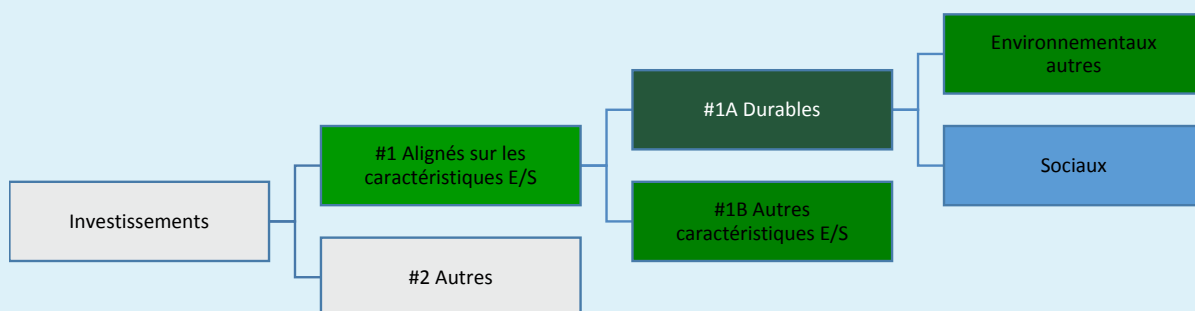 Investissements
#1 Alignés sur les
caractéristiques E/S
#2 Autres
#1A Durables
#1B Autres
caractéristiques E/S
Environnementaux
autres
Sociaux